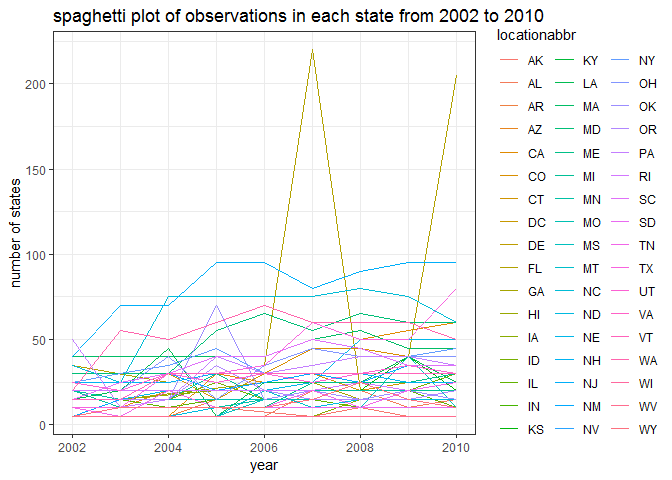 spaghetti plot of observations in each state from 2002 to 2010
number of states
200
150
100
50
0
2002
2004
2006
2008
2010
year
locationabbr
AK KY NY
AL LA OH
AR MA OK
AZ MD OR
CA ME PA
CO MI RI
CT MN SC
DC MO SD
DE MS TN
FL MT TX
GA NC UT
HI ND VA
IA NE VT
ID NH WA
IL NJ WI
IN NM WV
KS NV WY